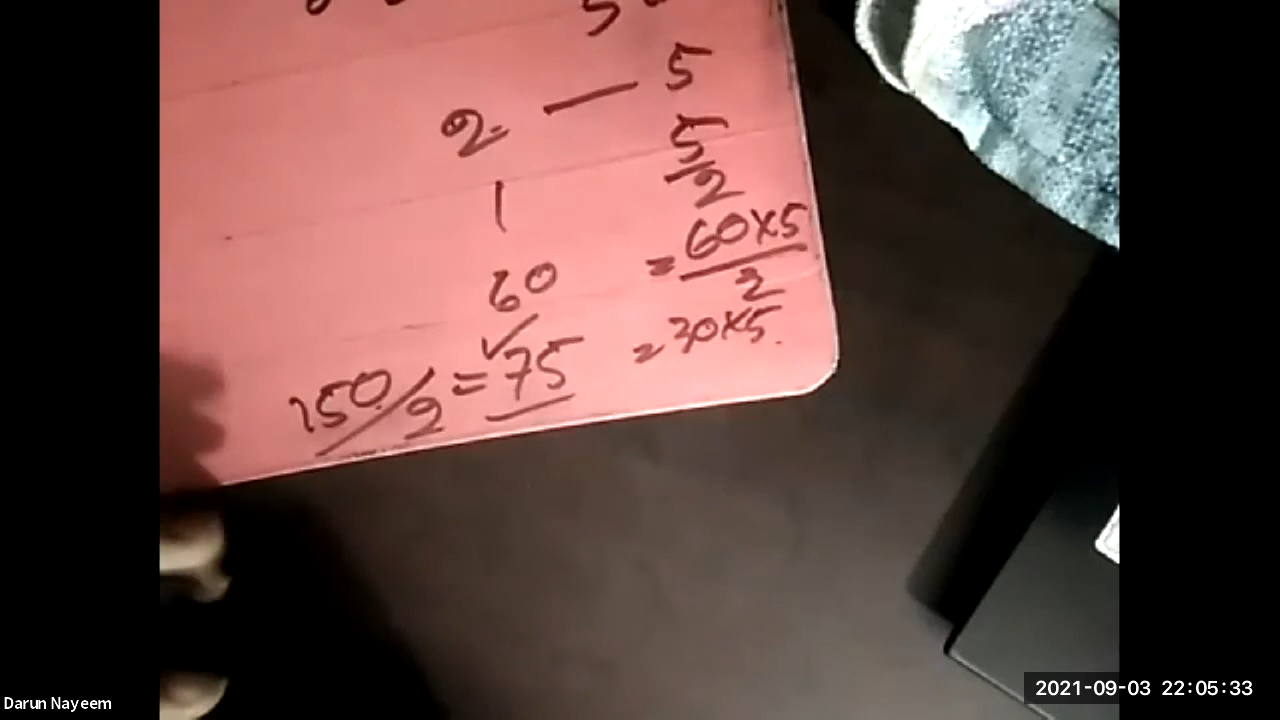 2 — 5
1 5/2
60 = 60×5/2
= 30×5.
150/2 = 75
Darun Nayeem
2021-09-03 22:05:33